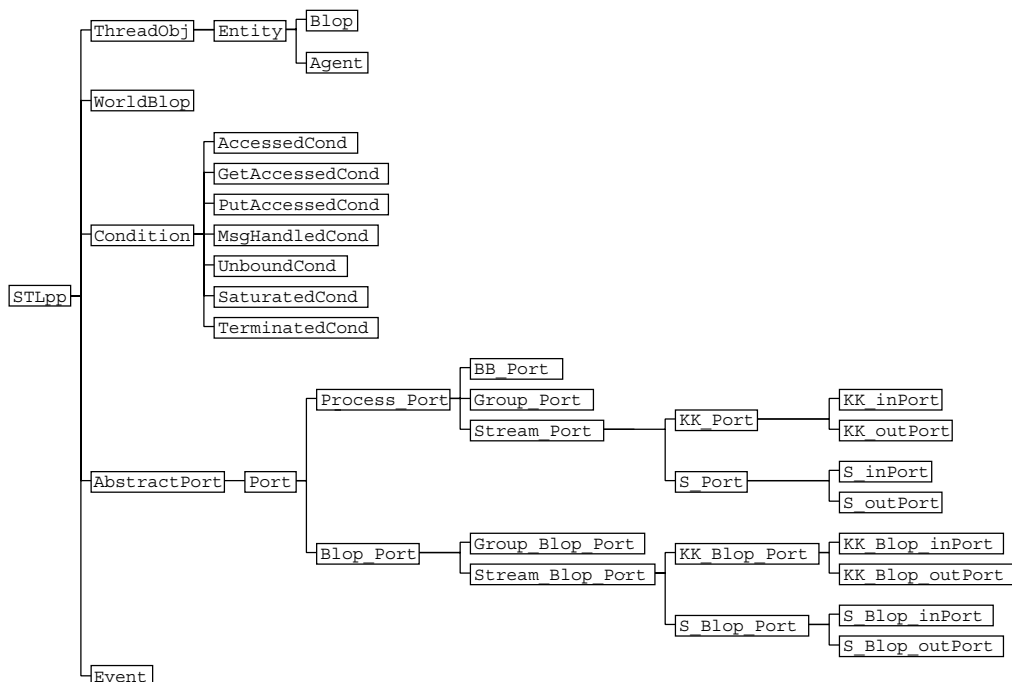 Blop
ThreadObj
Entity
Agent
WorldBlop
AccessedCond
GetAccessedCond
PutAccessedCond
Condition
MsgHandledCond
UnboundCond
STLpp
SaturatedCond
TerminatedCond
BB_Port
Process_Port
Group_Port
KK_inPort
Stream_Port
KK_Port
KK_outPort
AbstractPort
Port
S_Port
S_inPort
S_outPort
Blop_Port
Group_Blop_Port
KK_Blop_Port
KK_Blop_inPort
Stream_Blop_Port
KK_Blop_outPort
S_Blop_Port
S_Blop_inPort
S_Blop_outPort
Event